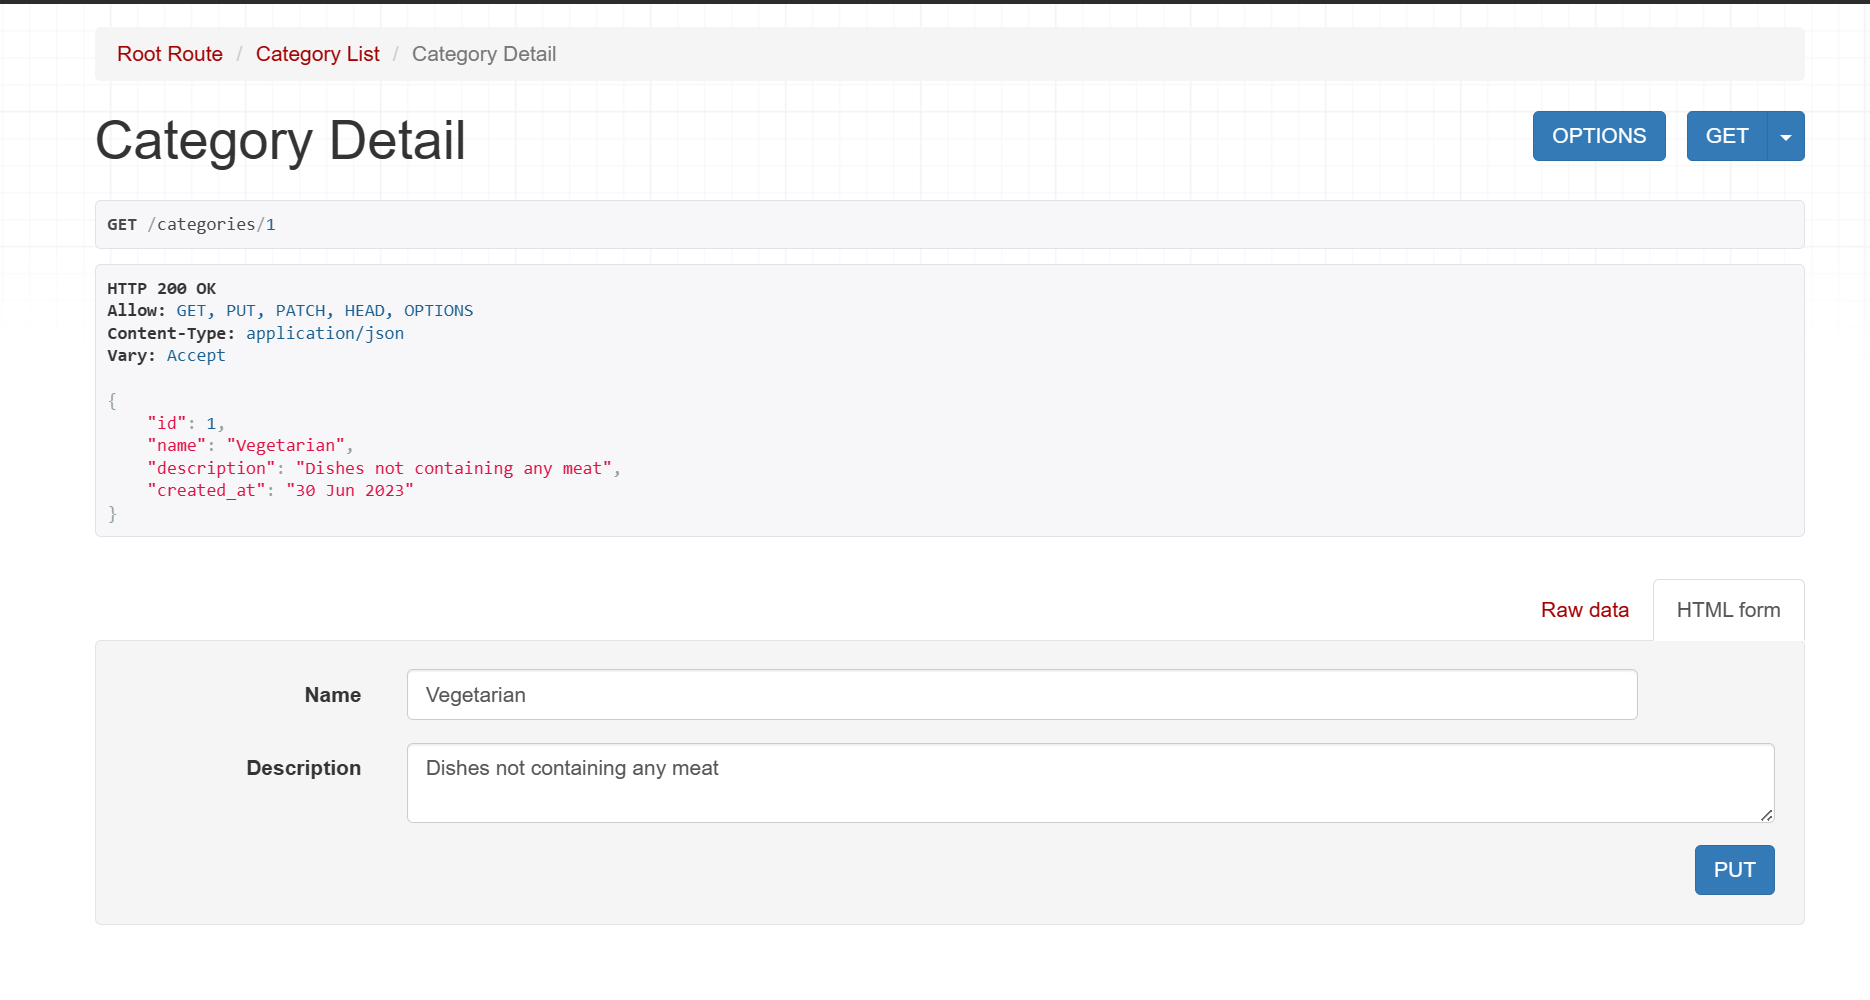 Root Route / Category List / Category Detail
Category Detail
OPTIONS GET
GET /categories/1
HTTP 200 OK
Allow: GET, PUT, PATCH, HEAD, OPTIONS
Content-Type: application/json
Vary: Accept
{
    "id": 1,
    "name": "Vegetarian",
    "description": "Dishes not containing any meat",
    "created_at": "30 Jun 2023"
}
Raw data HTML form
Name Vegetarian
Description Dishes not containing any meat
PUT